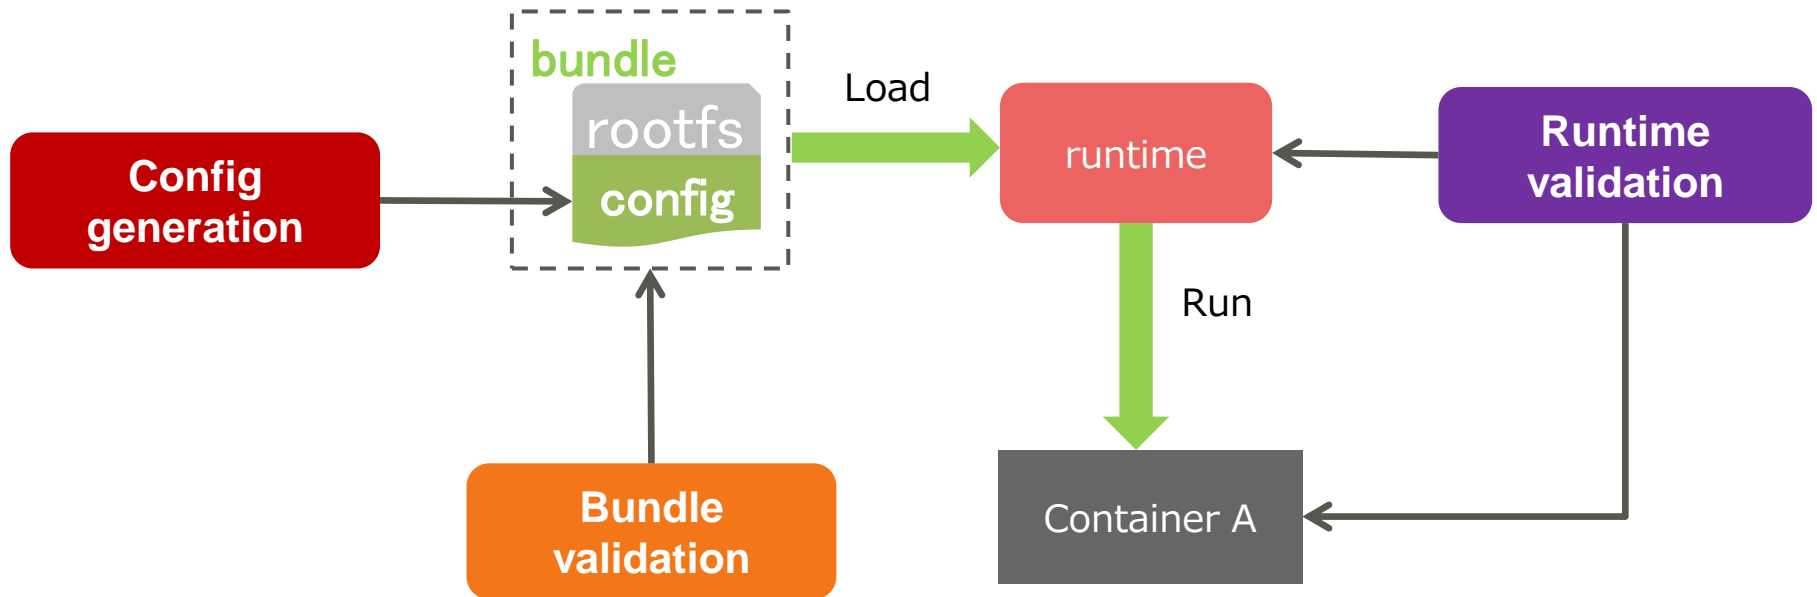 bundle
rootfs
config
Config
generation
Load
runtime
Runtime
validation
Run
Bundle
validation
Container A